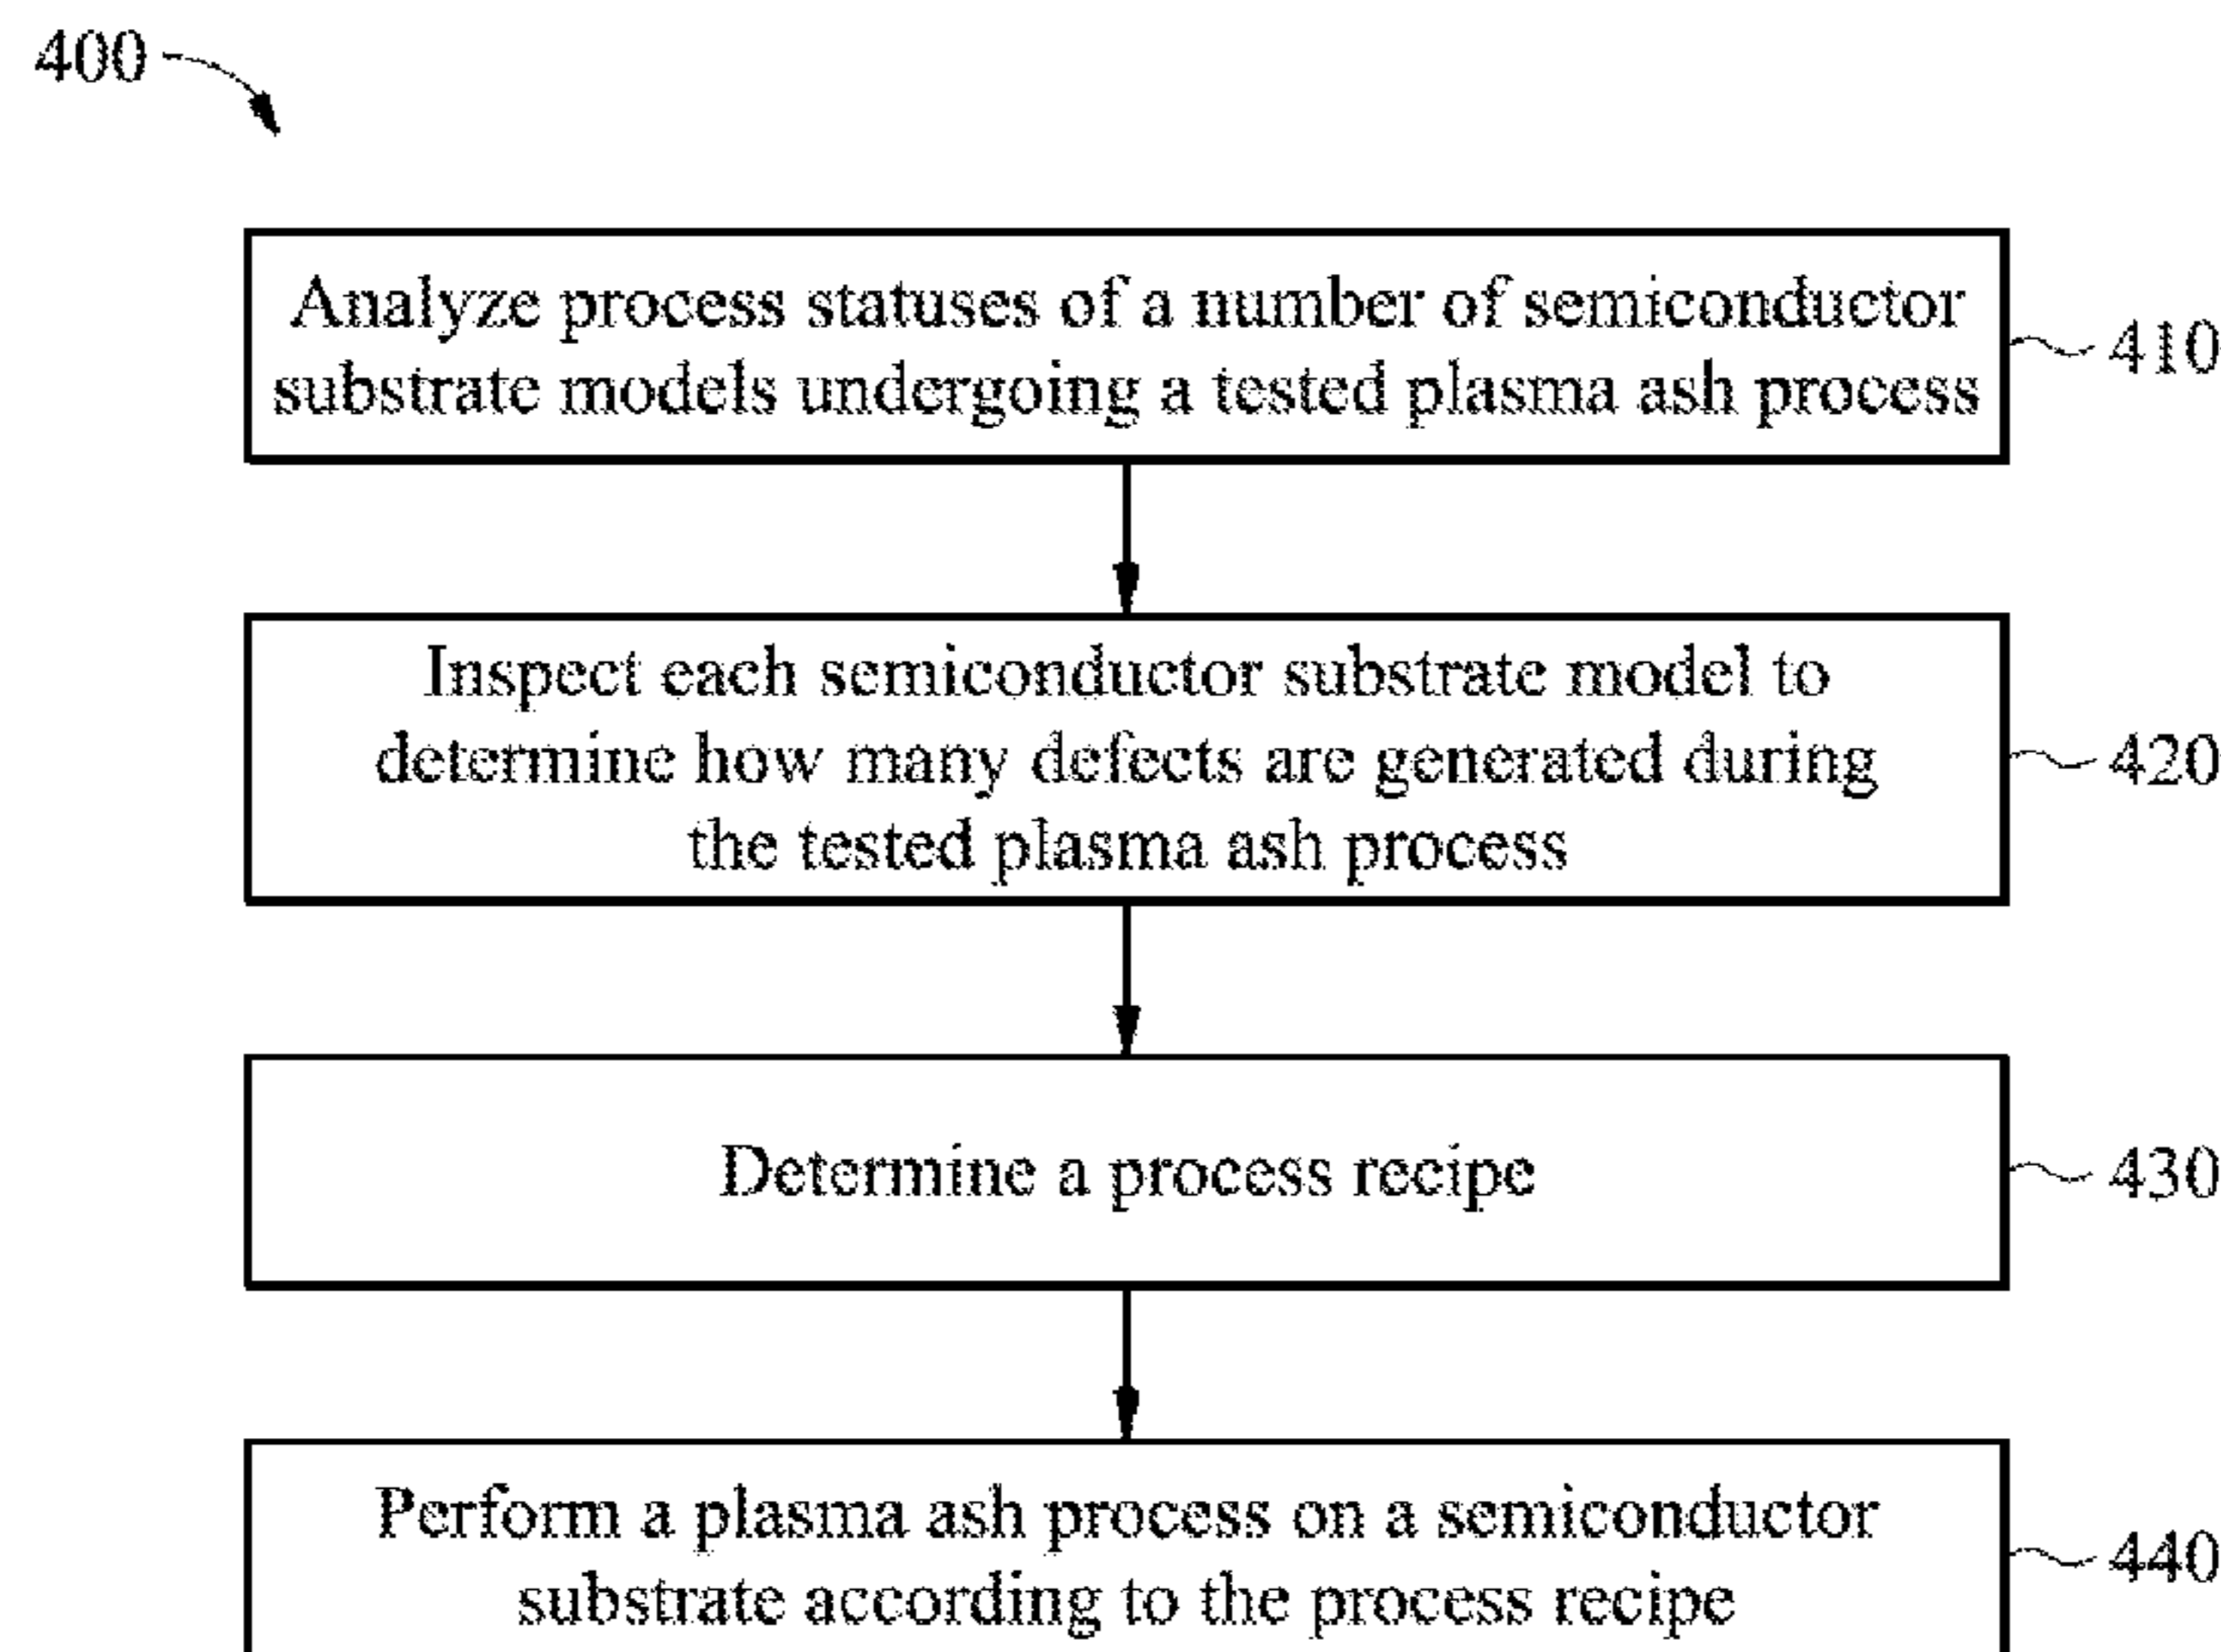 400
Analyze process statuses of a number of semiconductor
substrate models undergoing a tested plasma ash process
410
Inspect each semiconductor substrate model to
determine how many defects are generated during
the tested plasma ash process
420
Determine a process recipe
430
Perform a plasma ash process on a semiconductor
substrate according to the process recipe
440